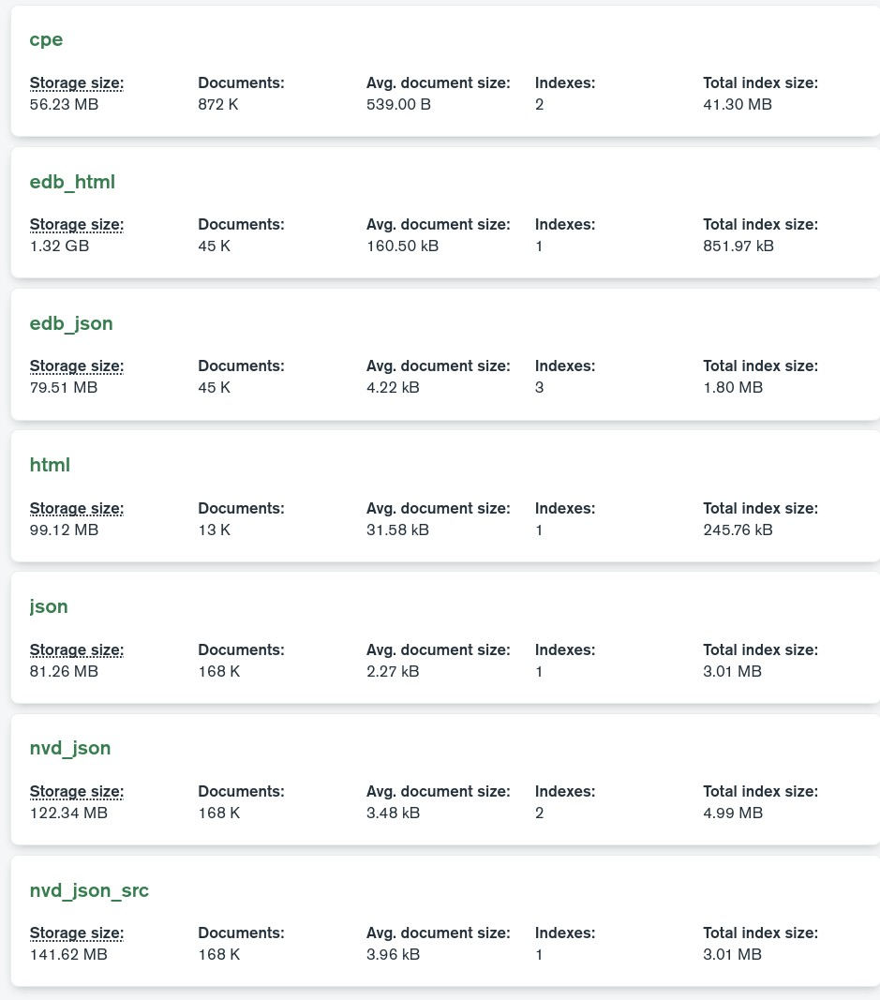 cpe
Storage size: Documents: Avg. document size: Indexes: Total index size:
56.23 MB 872 K 539.00 B 2 41.30 MB
edb_html
Storage size: Documents: Avg. document size: Indexes: Total index size:
1.32 GB 45 K 160.50 kB 1 851.97 kB
edb_json
Storage size: Documents: Avg. document size: Indexes: Total index size:
79.51 MB 45 K 4.22 kB 3 1.80 MB
html
Storage size: Documents: Avg. document size: Indexes: Total index size:
99.12 MB 13 K 31.58 kB 1 245.76 kB
json
Storage size: Documents: Avg. document size: Indexes: Total index size:
81.26 MB 168 K 2.27 kB 1 3.01 MB
nvd_json
Storage size: Documents: Avg. document size: Indexes: Total index size:
122.34 MB 168 K 3.48 kB 2 4.99 MB
nvd_json_src
Storage size: Documents: Avg. document size: Indexes: Total index size:
141.62 MB 168 K 3.96 kB 1 3.01 MB